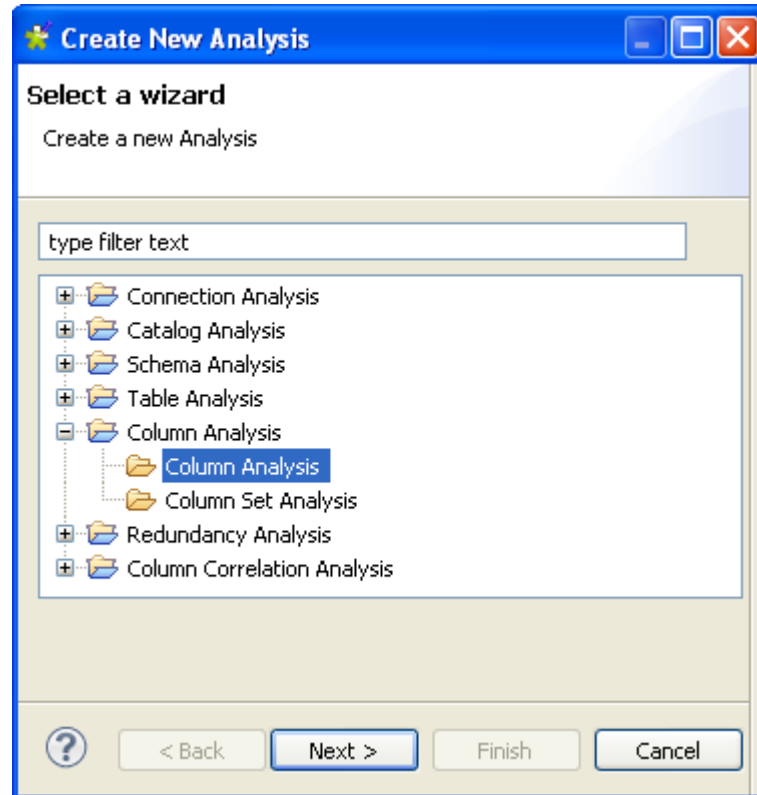 Create New Analysis
Select a wizard
Create a new Analysis
type filter text
Connection Analysis
Catalog Analysis
Schema Analysis
Table Analysis
Column Analysis
Column Analysis
Column Set Analysis
Redundancy Analysis
Column Correlation Analysis
? < Back Next > Finish Cancel